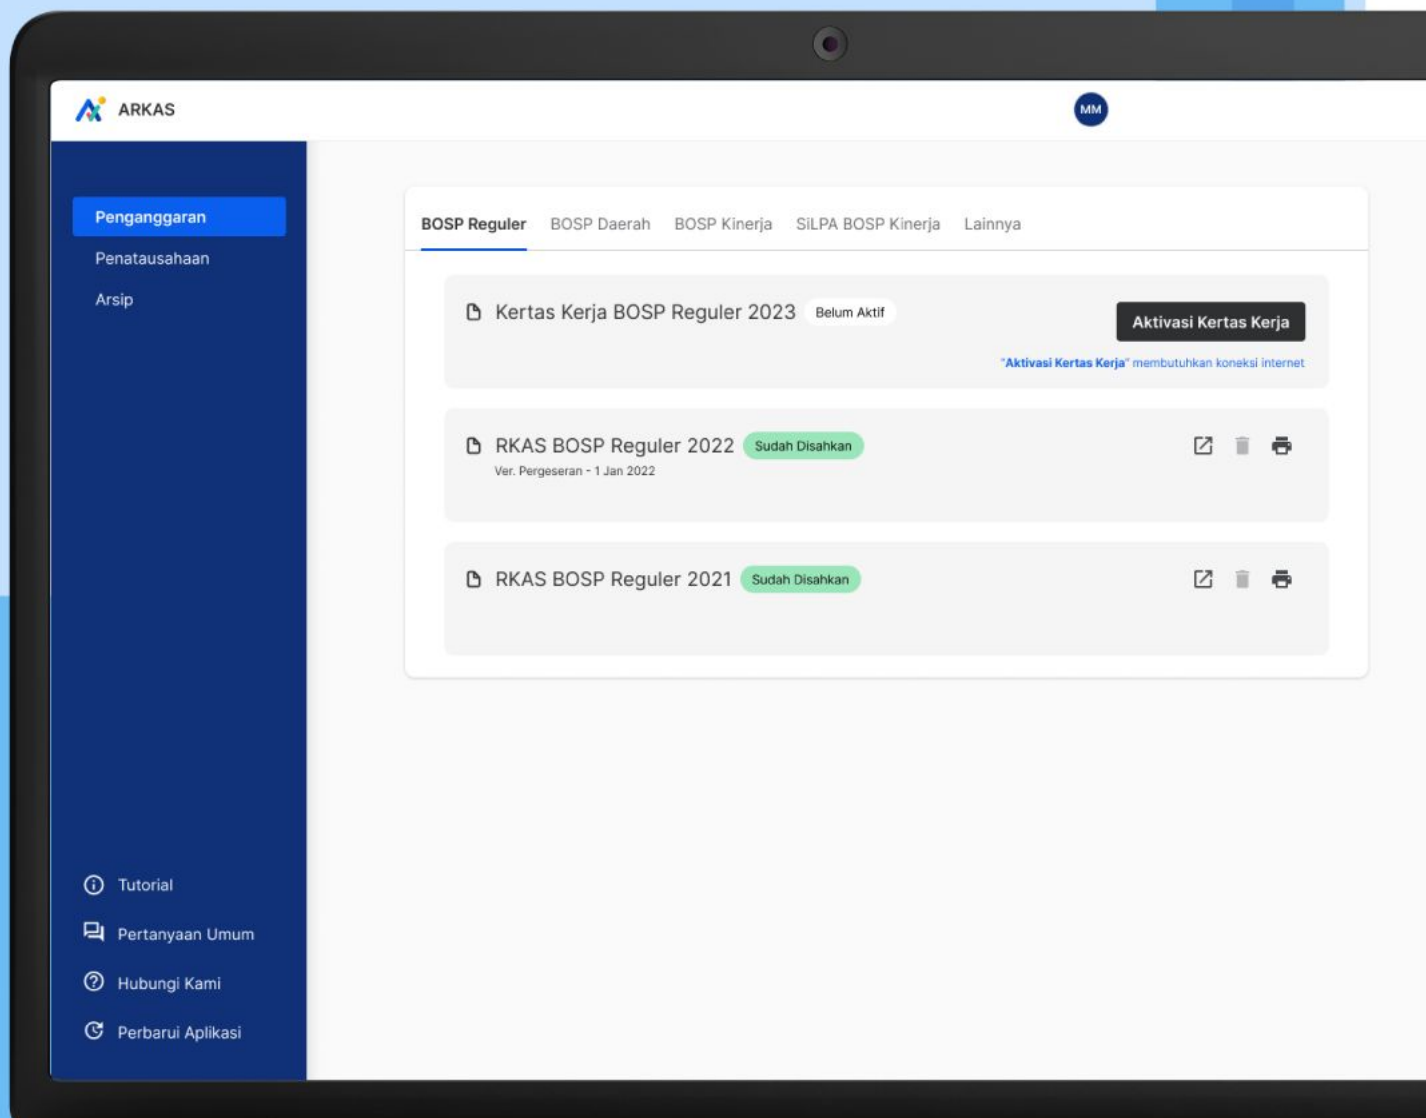 ARKAS
MM
Penganggaran
Penatausahaan
Arsip
BOSP Reguler BOSP Daerah BOSP Kinerja SiLPA BOSP Kinerja Lainnya
Kertas Kerja BOSP Reguler 2023 Belum Aktif
Aktivasi Kertas Kerja
"Aktivasi Kertas Kerja" membutuhkan koneksi internet
RKAS BOSP Reguler 2022 Sudah Disahkan
Ver. Pergeseran - 1 Jan 2022
RKAS BOSP Reguler 2021 Sudah Disahkan
Tutorial
Pertanyaan Umum
Hubungi Kami
Perbarui Aplikasi